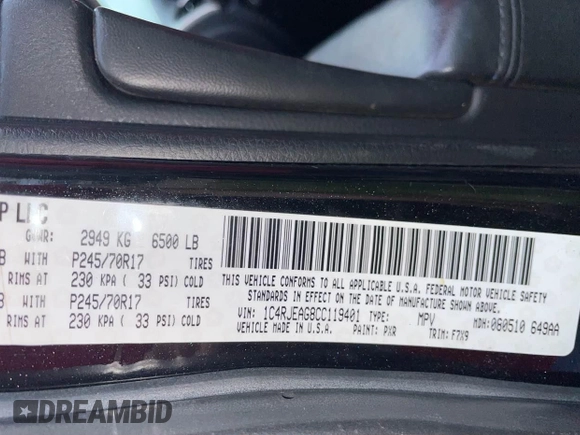 P LLC
GVWR: 2949 KG 6500 LB
B WITH P245/70R17 TIRES
RIMS AT 230 KPA ( 33 PSI) COLD
B WITH P245/70R17 TIRES
RIMS AT 230 KPA ( 33 PSI) COLD
THIS VEHICLE CONFORMS TO ALL APPLICABLE U.S.A. FEDERAL MOTOR VEHICLE SAFETY
STANDARDS IN EFFECT ON THE DATE OF MANUFACTURE SHOWN ABOVE.
VIN: 1C4RJEAG8CC119401 TYPE: MPV MDH: 060510 649AA
VEHICLE MADE IN U.S.A. PAINT: PXR TRIM: F7X9
DREAMBID